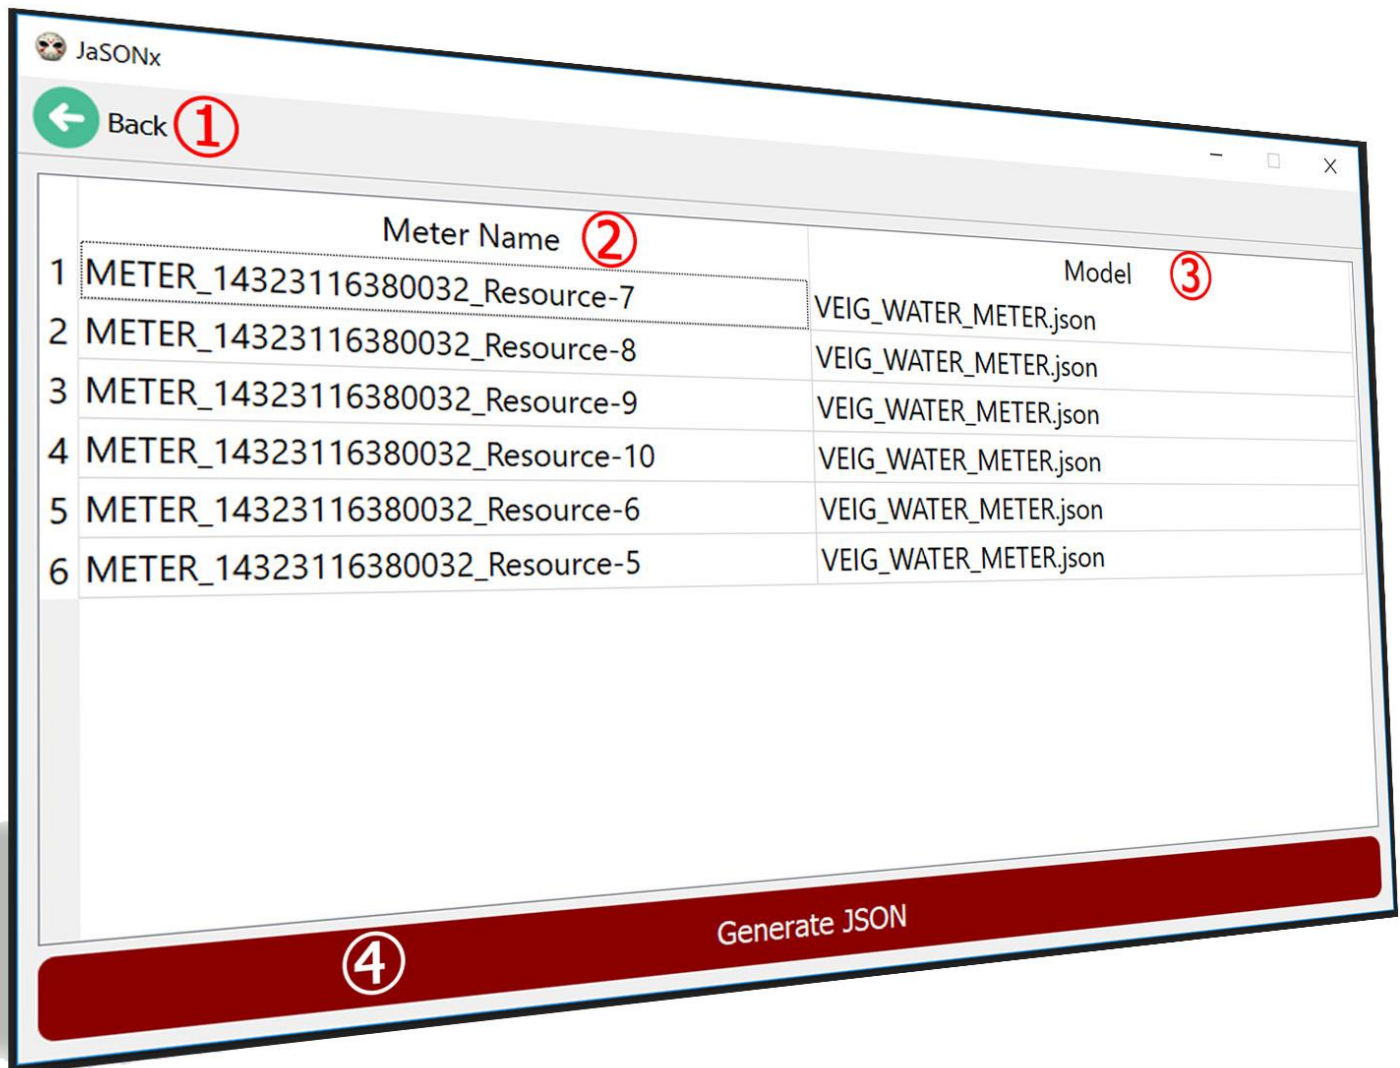 JaSONx
Back ①
Meter Name ② Model ③
1 METER_14323116380032_Resource-7 VEIG_WATER_METER.json
2 METER_14323116380032_Resource-8 VEIG_WATER_METER.json
3 METER_14323116380032_Resource-9 VEIG_WATER_METER.json
4 METER_14323116380032_Resource-10 VEIG_WATER_METER.json
5 METER_14323116380032_Resource-6 VEIG_WATER_METER.json
6 METER_14323116380032_Resource-5 VEIG_WATER_METER.json
④ Generate JSON